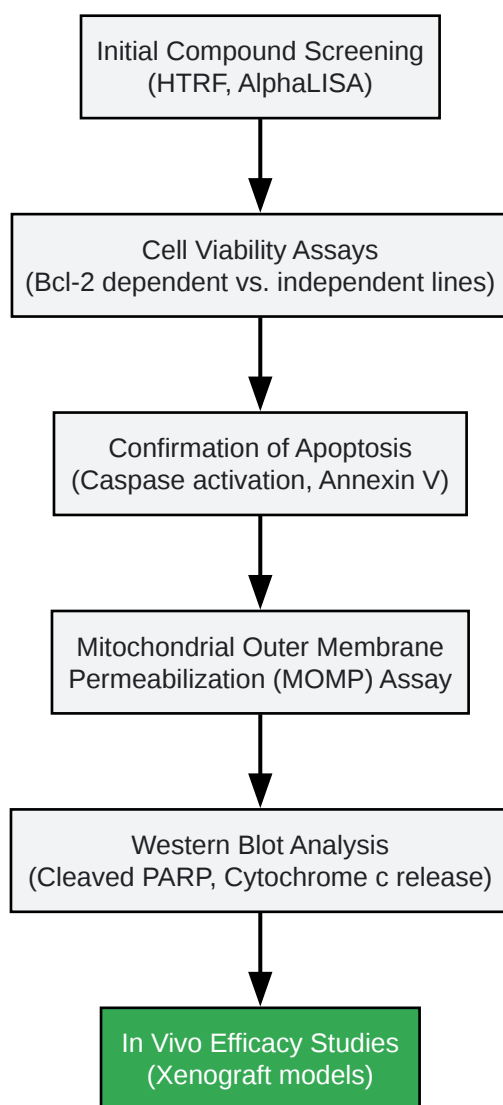 Initial Compound Screening
(HTRF, AlphaLISA)
Cell Viability Assays
(Bcl-2 dependent vs. independent lines)
Confirmation of Apoptosis
(Caspase activation, Annexin V)
Mitochondrial Outer Membrane
Permeabilization (MOMP) Assay
Western Blot Analysis
(Cleaved PARP, Cytochrome c release)
In Vivo Efficacy Studies
(Xenograft models)